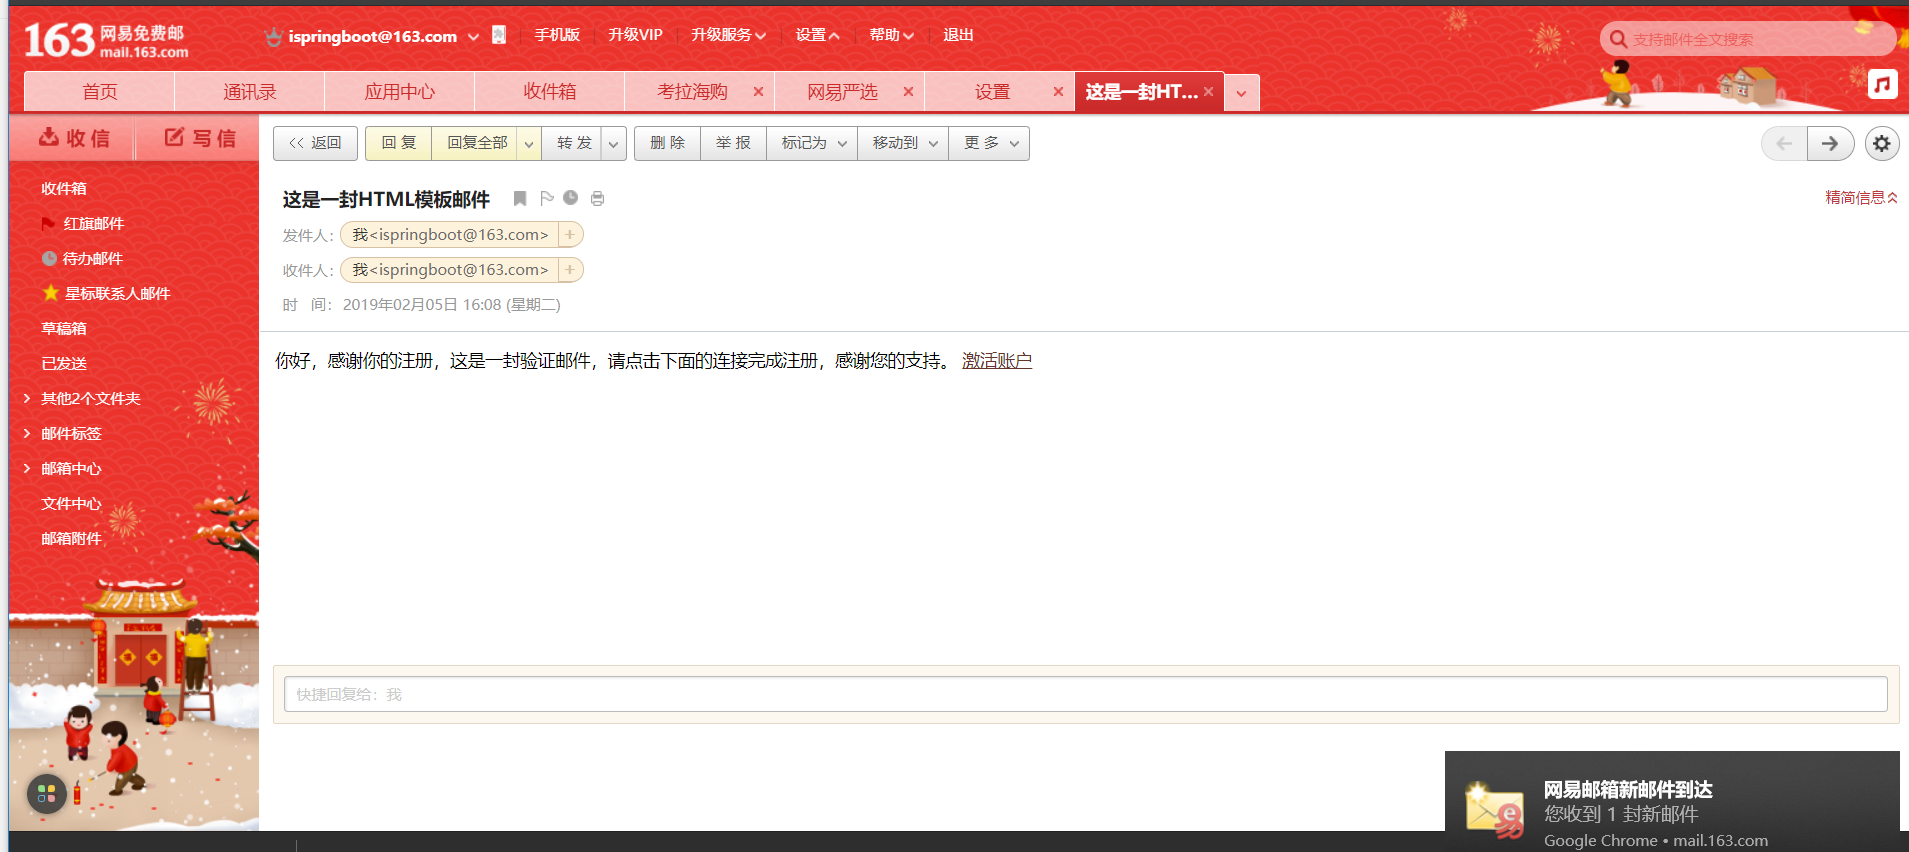 163 网易免费邮
mail.163.com
ispringboot@163.com 手机版 升级VIP 升级服务 设置 帮助 退出
支持邮件全文搜索
首页 通讯录 应用中心 收件箱 考拉海购 × 网易严选 × 设置 × 这是一封HT... ×
收信 写信
<< 返回 回复 回复全部 转发 删除 举报 标记为 移动到 更多
收件箱
红旗邮件
待办邮件
星标联系人邮件
草稿箱
已发送
其他2个文件夹
邮件标签
邮箱中心
文件中心
邮箱附件
这是一封HTML模板邮件
精简信息
发件人： 我<ispringboot@163.com> +
收件人： 我<ispringboot@163.com> +
时 间： 2019年02月05日 16:08 (星期二)
你好，感谢你的注册，这是一封验证邮件，请点击下面的连接完成注册，感谢您的支持。 激活账户
快捷回复给：我
网易邮箱新邮件到达
您收到 1 封新邮件
Google Chrome • mail.163.com